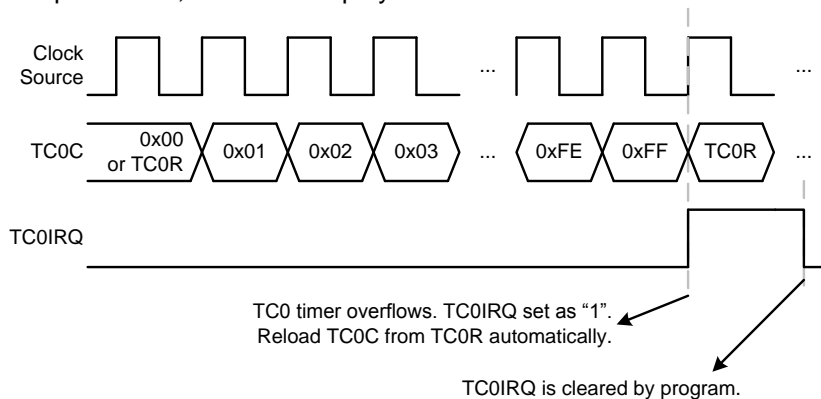 Clock
Source
...
...
TC0C
0x00
or TC0R
0x01
0x02
0x03
...
0xFE
0xFF
TC0R
...
TC0IRQ
TC0 timer overflows. TC0IRQ set as “1”.
Reload TC0C from TC0R automatically.
TC0IRQ is cleared by program.